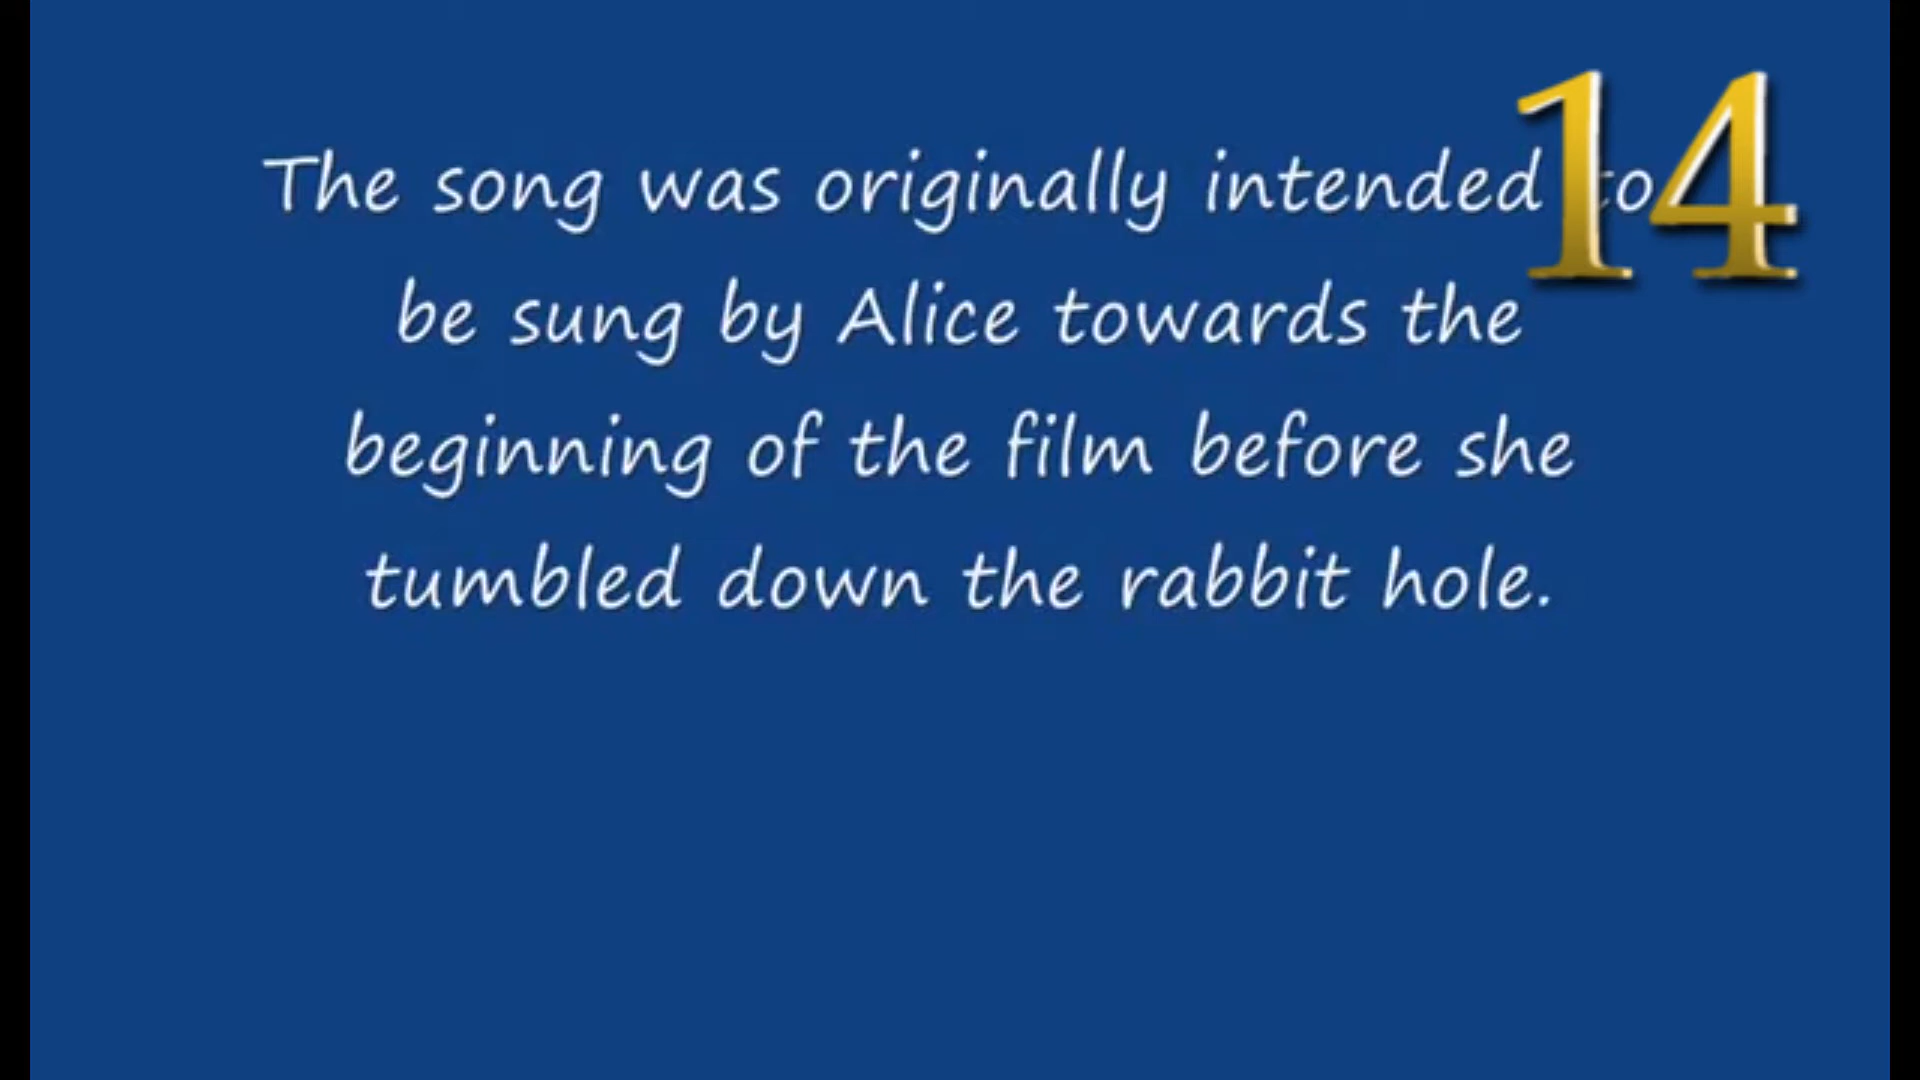 14
The song was originally intended to
be sung by Alice towards the
beginning of the film before she
tumbled down the rabbit hole.